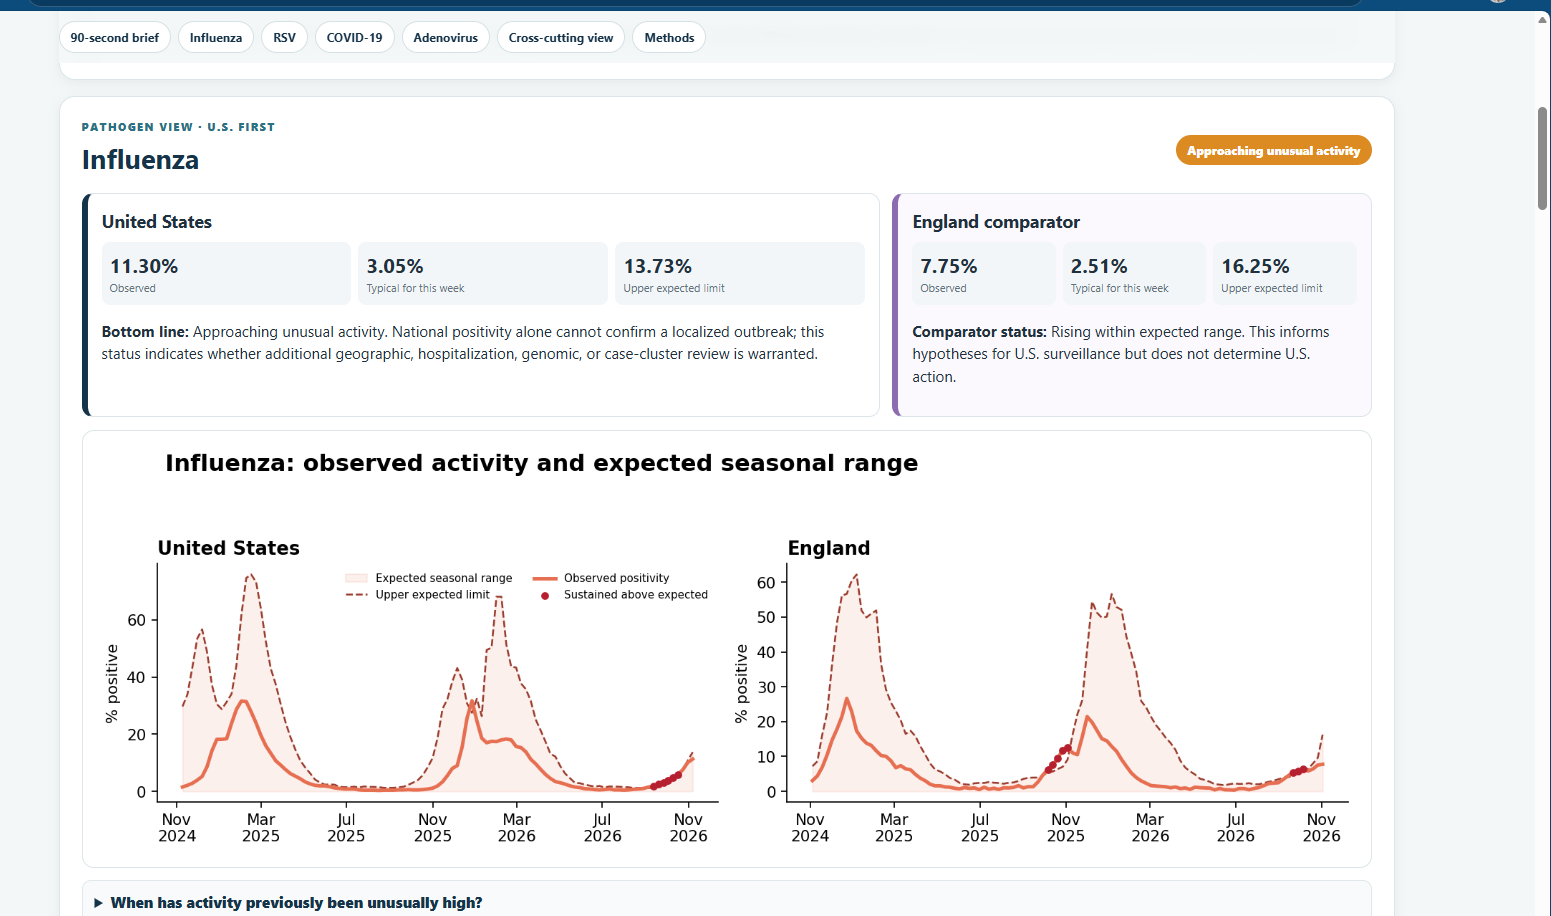 90-second brief
Influenza
RSV
COVID-19
Adenovirus
Cross-cutting view
Methods
PATHOGEN VIEW · U.S. FIRST
Influenza
Approaching unusual activity
United States
11.30%
Observed
3.05%
Typical for this week
13.73%
Upper expected limit
Bottom line: Approaching unusual activity. National positivity alone cannot confirm a localized outbreak; this
status indicates whether additional geographic, hospitalization, genomic, or case-cluster review is warranted.
England comparator
7.75%
Observed
2.51%
Typical for this week
16.25%
Upper expected limit
Comparator status: Rising within expected range. This informs
hypotheses for U.S. surveillance but does not determine U.S.
action.
Influenza: observed activity and expected seasonal range
United States
Expected seasonal range
Upper expected limit
Observed positivity
Sustained above expected
% positive
60
40
20
0
Nov
2024
Mar
2025
Jul
2025
Nov
2025
Mar
2026
Jul
2026
Nov
2026
England
% positive
60
50
40
30
20
10
0
Nov
2024
Mar
2025
Jul
2025
Nov
2025
Mar
2026
Jul
2026
Nov
2026
When has activity previously been unusually high?